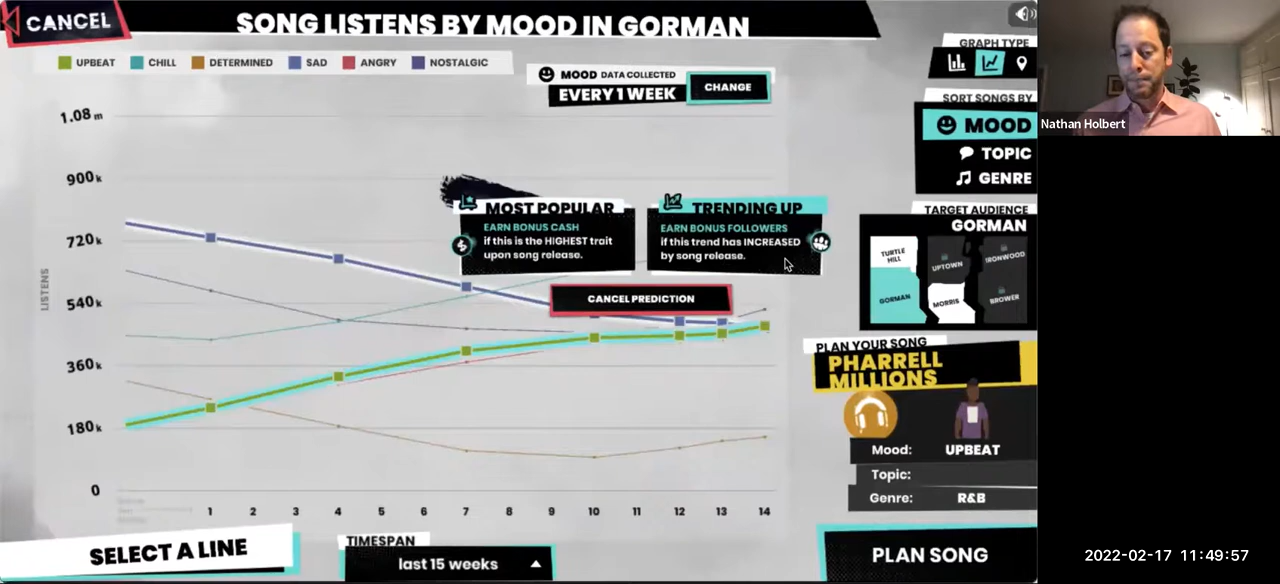 CANCEL
SONG LISTENS BY MOOD IN GORMAN
UPBEAT CHILL DETERMINED SAD ANGRY NOSTALGIC
MOOD DATA COLLECTED
EVERY 1 WEEK
CHANGE
1.08 m
900k
720k
540k
360k
180k
0
LISTENS
1 2 3 4 5 6 7 8 9 10 11 12 13 14
MOST POPULAR
EARN BONUS CASH
if this is the HIGHEST trait
upon song release.
TRENDING UP
EARN BONUS FOLLOWERS
if this trend has INCREASED
by song release.
CANCEL PREDICTION
SELECT A LINE
TIMESPAN
last 15 weeks
GRAPH TYPE
SORT SONGS BY
MOOD
TOPIC
GENRE
TARGET AUDIENCE
GORMAN
TURTLE
HILL
UPTOWN
IRONWOOD
GORMAN
MORRIS
BROWER
PLAN YOUR SONG
PHARRELL
MILLIONS
Mood: UPBEAT
Topic:
Genre: R&B
PLAN SONG
Nathan Holbert
2022-02-17 11:49:57